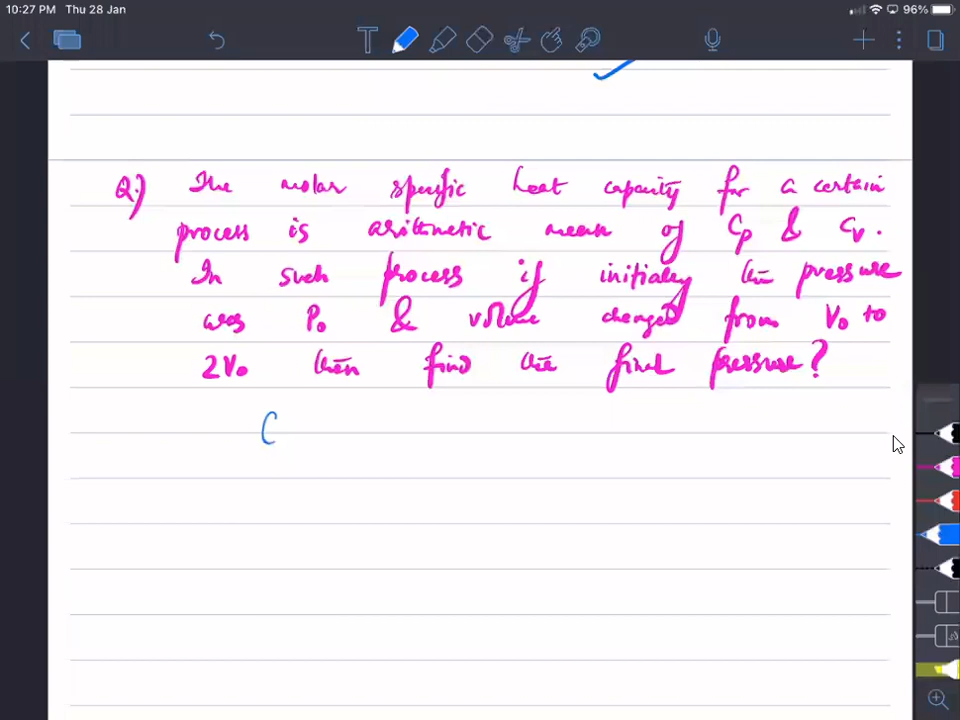 10:27 PM Thu 28 Jan 96%
T
Q:) The molar specific heat capacity for a certain
process is arithmetic mean of Cp & Cv.
In such process if initially the pressure
was P₀ & volume changed from V₀ to
2V₀ then find the final pressure?
C